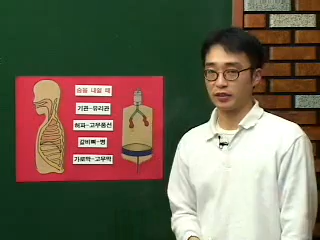 숨을 내쉴 때
기관-유리관
허파-고무풍선
갈비뼈-병
가로막-고무막